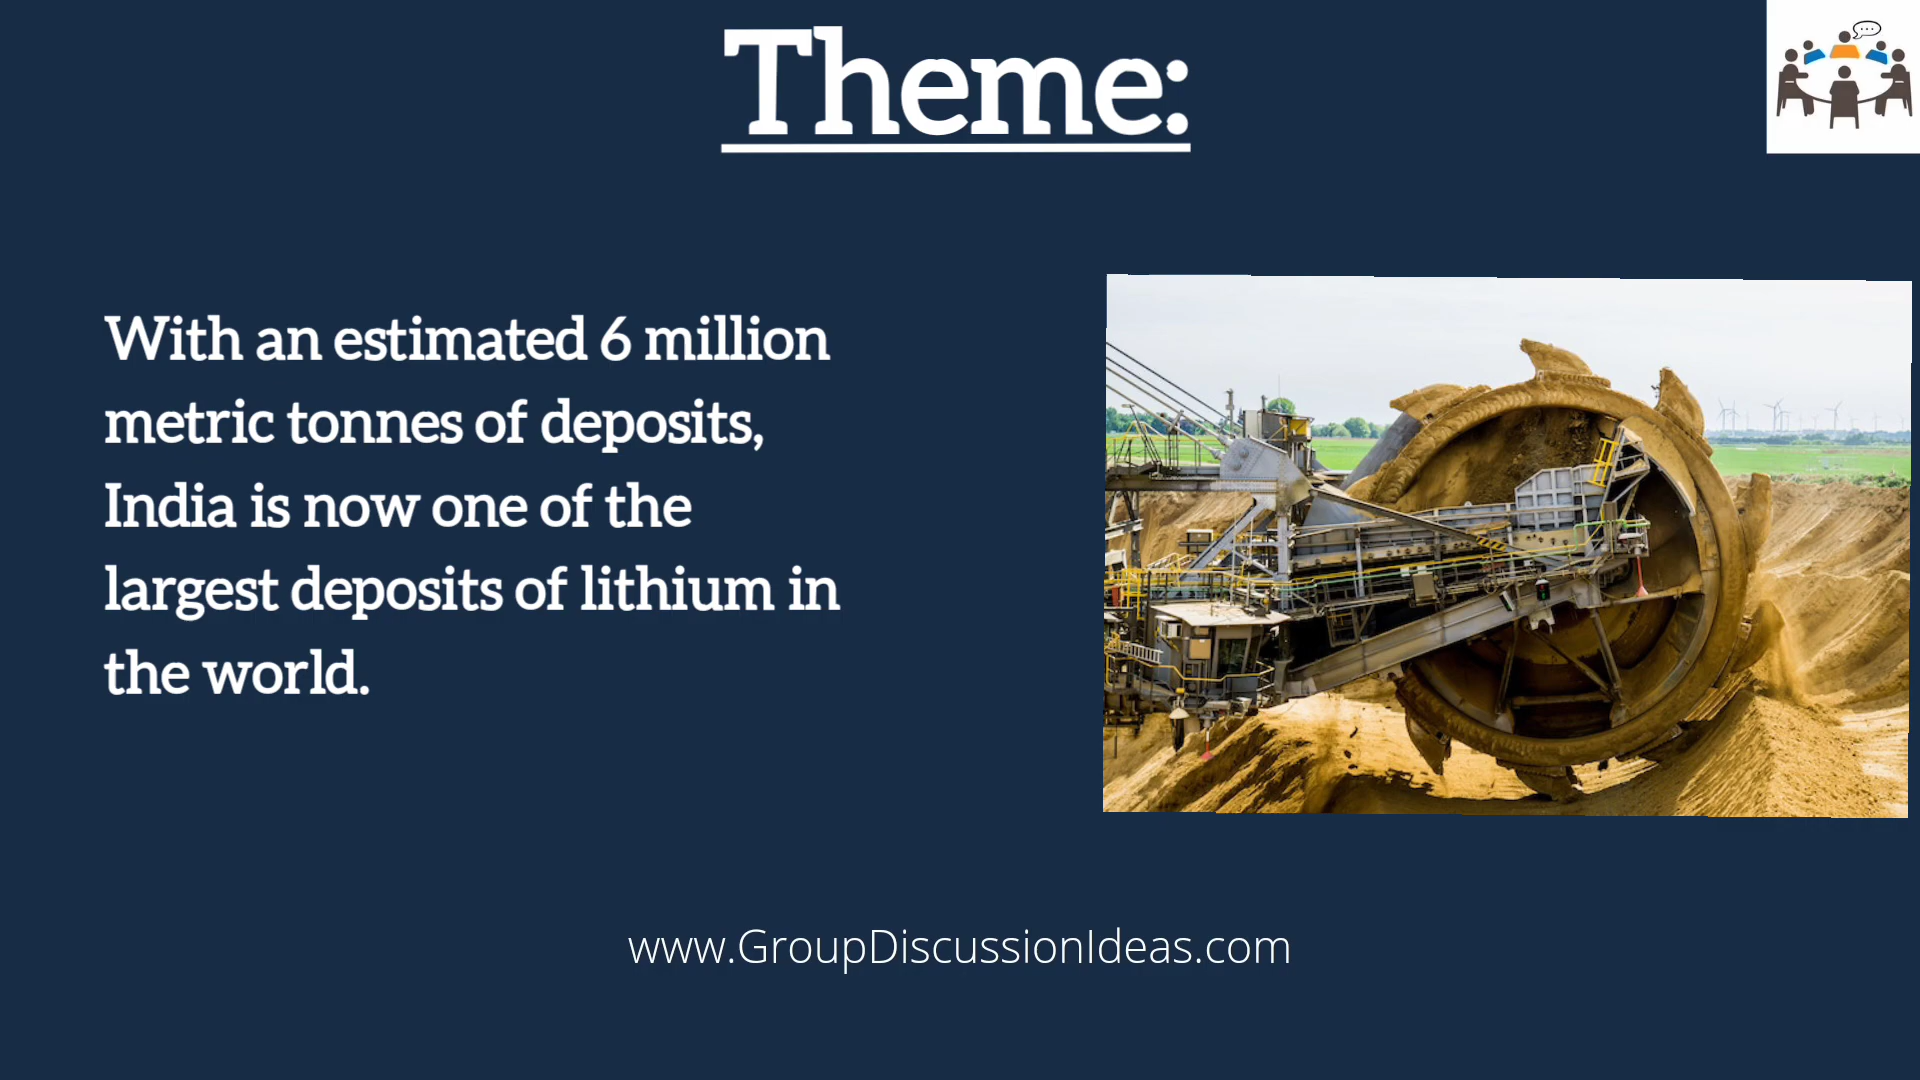 Theme:
With an estimated 6 million
metric tonnes of deposits,
India is now one of the
largest deposits of lithium in
the world.
www.GroupDiscussionIdeas.com